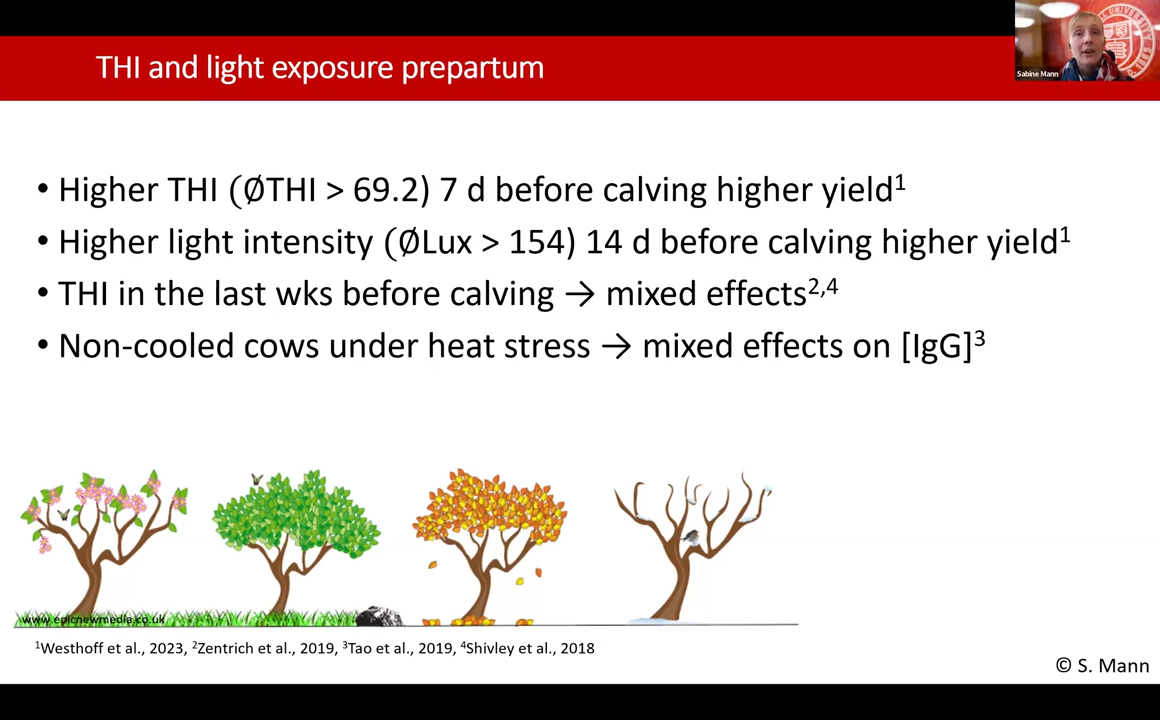 THI and light exposure prepartum
Sabine Mann
• Higher THI (∅THI > 69.2) 7 d before calving higher yield¹
• Higher light intensity (∅Lux > 154) 14 d before calving higher yield¹
• THI in the last wks before calving → mixed effects²,⁴
• Non-cooled cows under heat stress → mixed effects on [IgG]³
www.epicnewmedia.co.uk
¹Westhoff et al., 2023, ²Zentrich et al., 2019, ³Tao et al., 2019, ⁴Shivley et al., 2018
© S. Mann